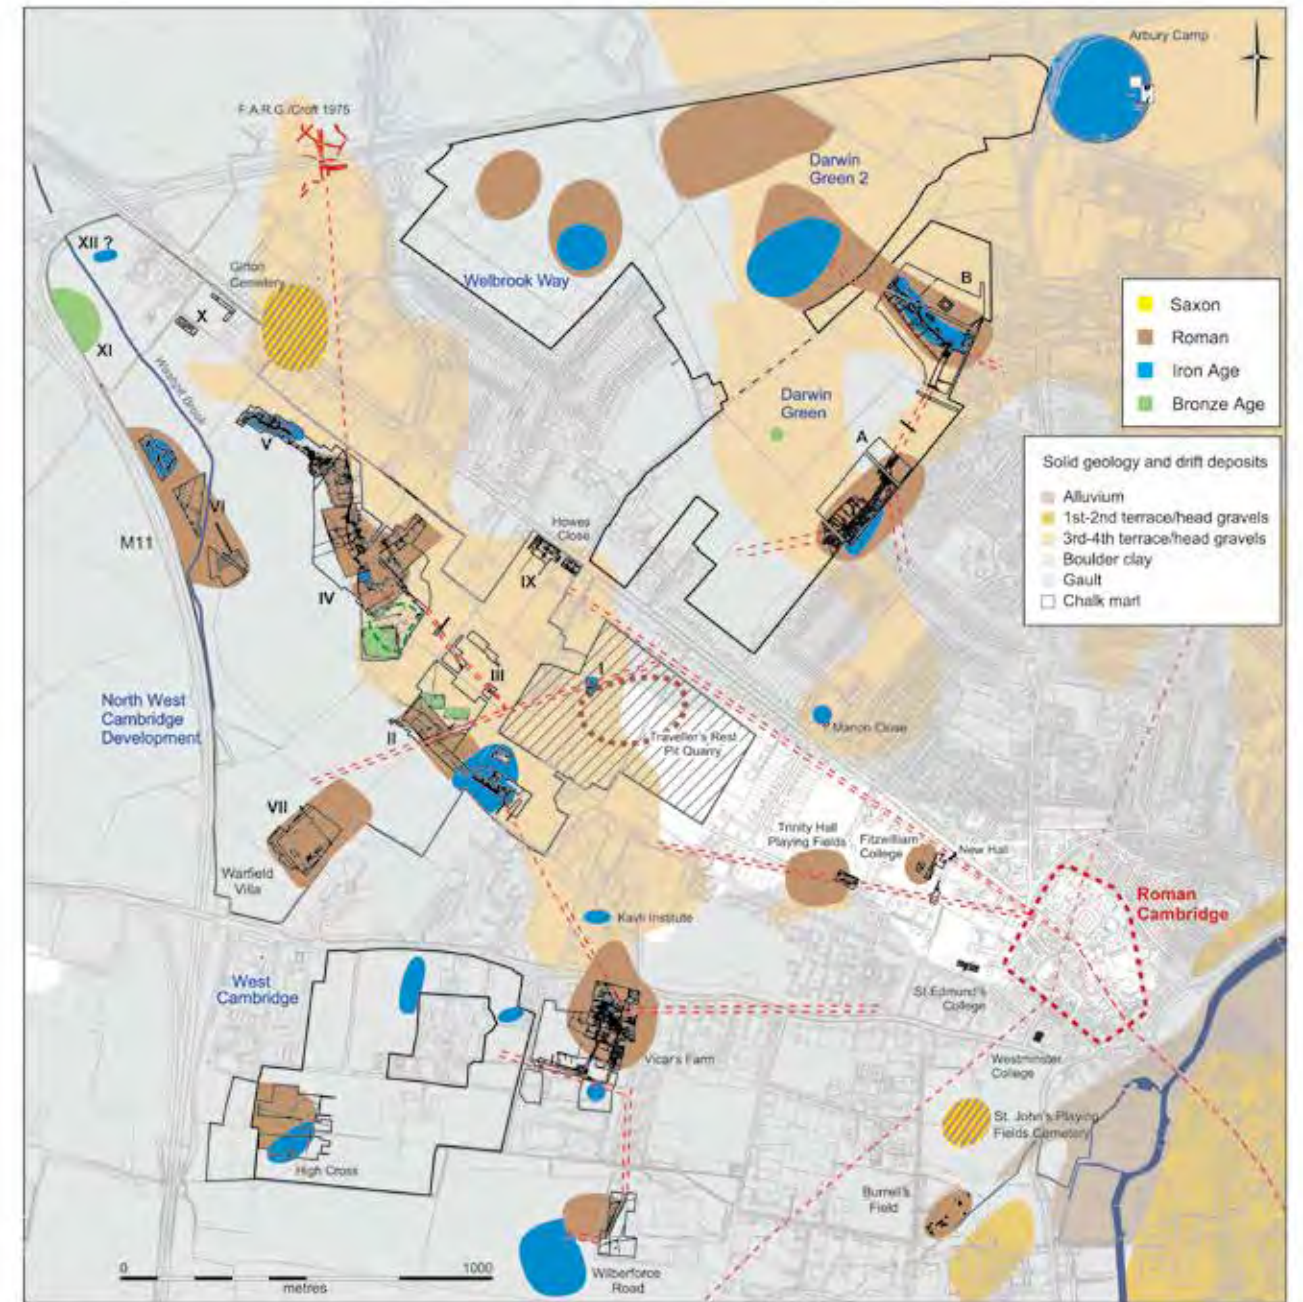 Arbury Camp
F.A.R.G./Croft 1975
Darwin
Green 2
XII ?
Girton
Cemetery
Welbrook Way
B
X
XI
Washpit Brook
Saxon
Roman
Iron Age
Bronze Age
Darwin
Green
V
A
Solid geology and drift deposits
Alluvium
1st-2nd terrace/head gravels
3rd-4th terrace/head gravels
Boulder clay
Gault
Chalk marl
VI
M11
Howes
Close
IX
IV
III
I
North West
Cambridge
Development
II
Traveller's Rest
Pit Quarry
Marion Close
VII
Warfield
Villa
Trinity Hall
Playing Fields
Fitzwilliam
College
New Hall
Roman
Cambridge
Kavli Institute
West
Cambridge
St Edmund's
College
Vicar's Farm
Westminster
College
St. John's Playing
Fields Cemetery
High Cross
Burrell's
Field
0
1000
metres
Wilberforce
Road